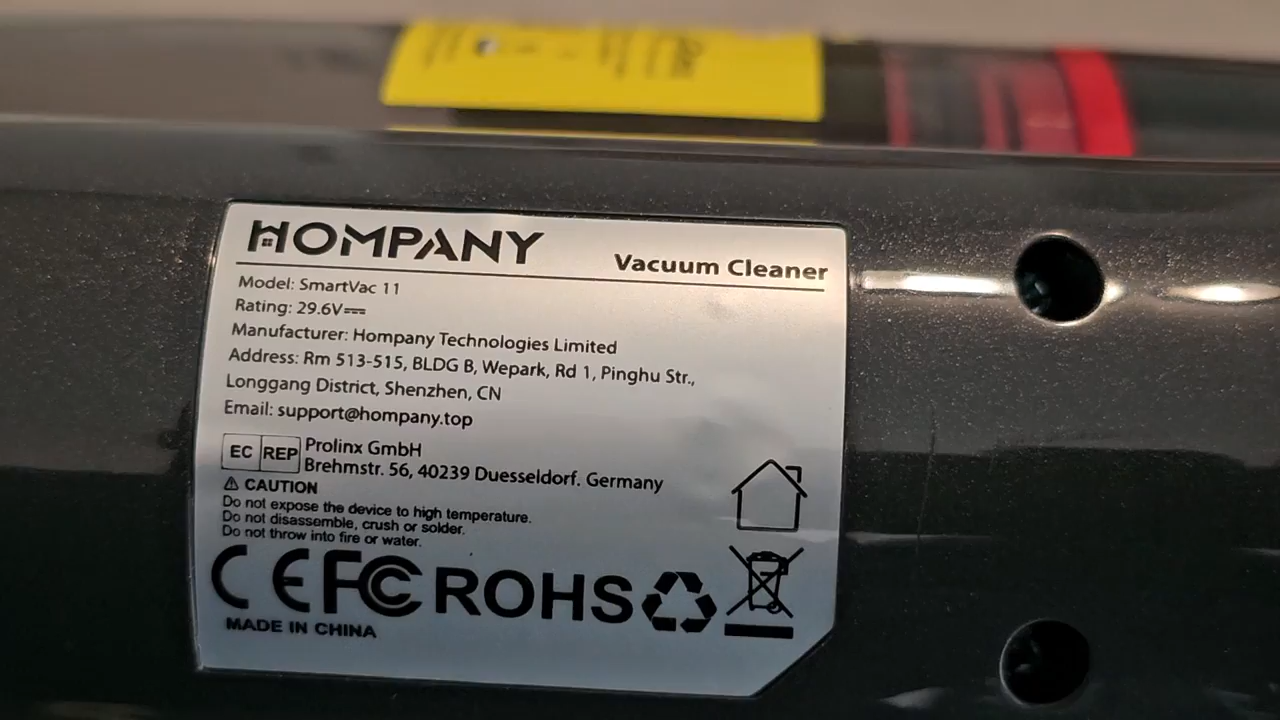 HOMPANY
Vacuum Cleaner
Model: SmartVac 11
Rating: 29.6V⎓
Manufacturer: Hompany Technologies Limited
Address: Rm 513-515, BLDG B, Wepark, Rd 1, Pinghu Str.,
Longgang District, Shenzhen, CN
Email: support@hompany.top
EC REP
Prolinx GmbH
Brehmstr. 56, 40239 Duesseldorf. Germany
⚠ CAUTION
Do not expose the device to high temperature.
Do not disassemble, crush or solder.
Do not throw into fire or water.
CE FC ROHS
MADE IN CHINA